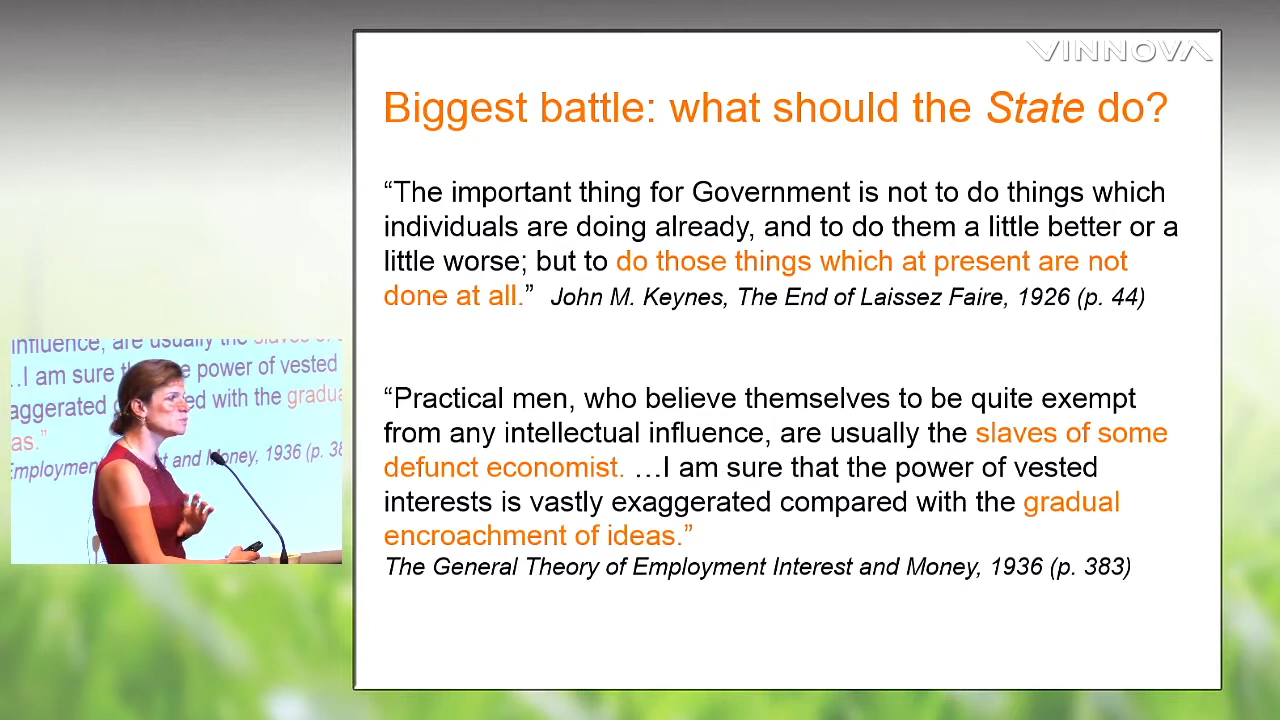 VINNOVA
Biggest battle: what should the State do?
“The important thing for Government is not to do things which
individuals are doing already, and to do them a little better or a
little worse; but to do those things which at present are not
done at all.” John M. Keynes, The End of Laissez Faire, 1926 (p. 44)
“Practical men, who believe themselves to be quite exempt
from any intellectual influence, are usually the slaves of some
defunct economist. …I am sure that the power of vested
interests is vastly exaggerated compared with the gradual
encroachment of ideas.”
The General Theory of Employment Interest and Money, 1936 (p. 383)
influence, are usually the
..I am sure power of vested
aggerated ed with the gradua
as.”
Employment st and Money, 1936 (p. 38